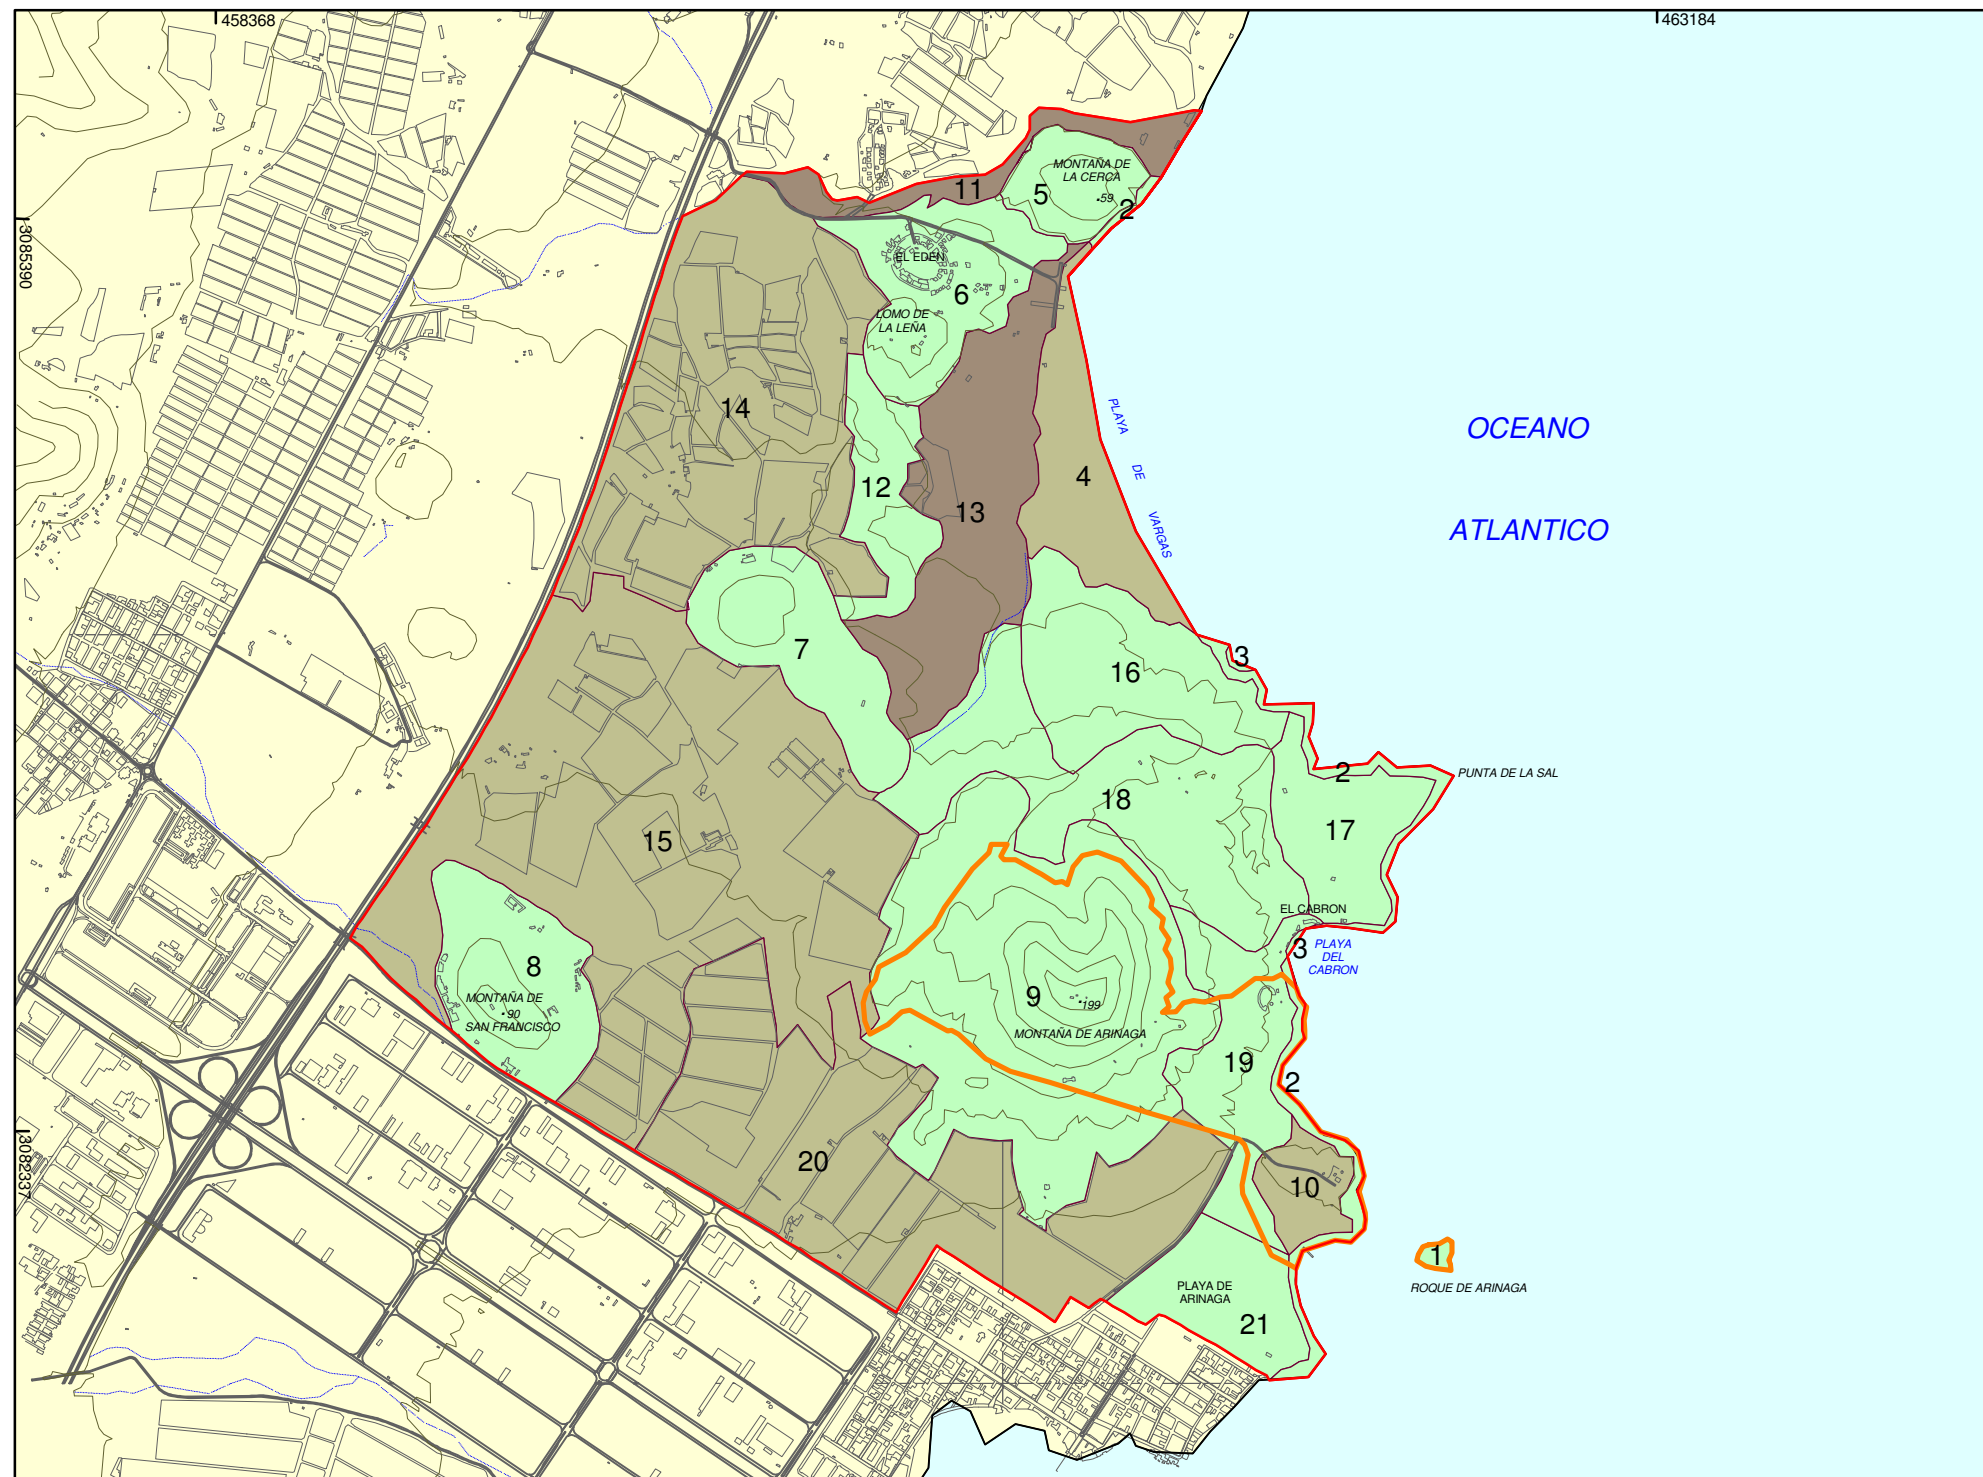 458368
463184
3085390
3082337
MONTAÑA DE
LA CERCA
59
5
2
11
EL EDEN
6
LOMO DE
LA LEÑA
14
12
13
4
PLAYA
DE
VARGAS
OCEANO
ATLANTICO
7
16
3
2
PUNTA DE LA SAL
18
17
15
EL CABRON
3
PLAYA
DEL
CABRON
8
MONTAÑA DE
90
SAN FRANCISCO
9
199
MONTAÑA DE ARINAGA
19
2
20
10
1
ROQUE DE ARINAGA
PLAYA DE
ARINAGA
21